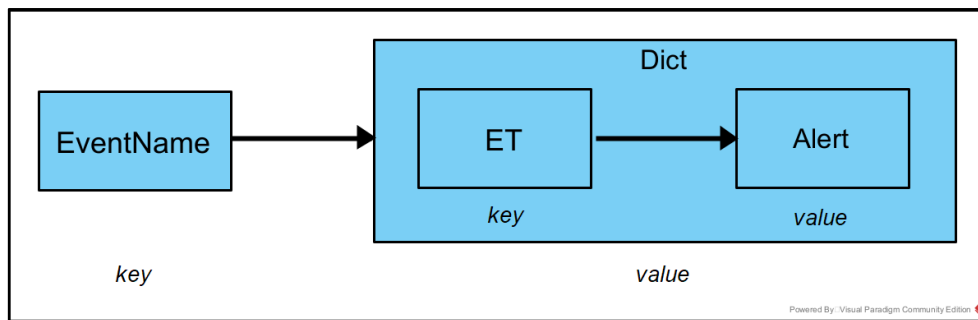 Dict
EventName
ET
Alert
key
value
key
value
Powered By Visual Paradigm Community Edition